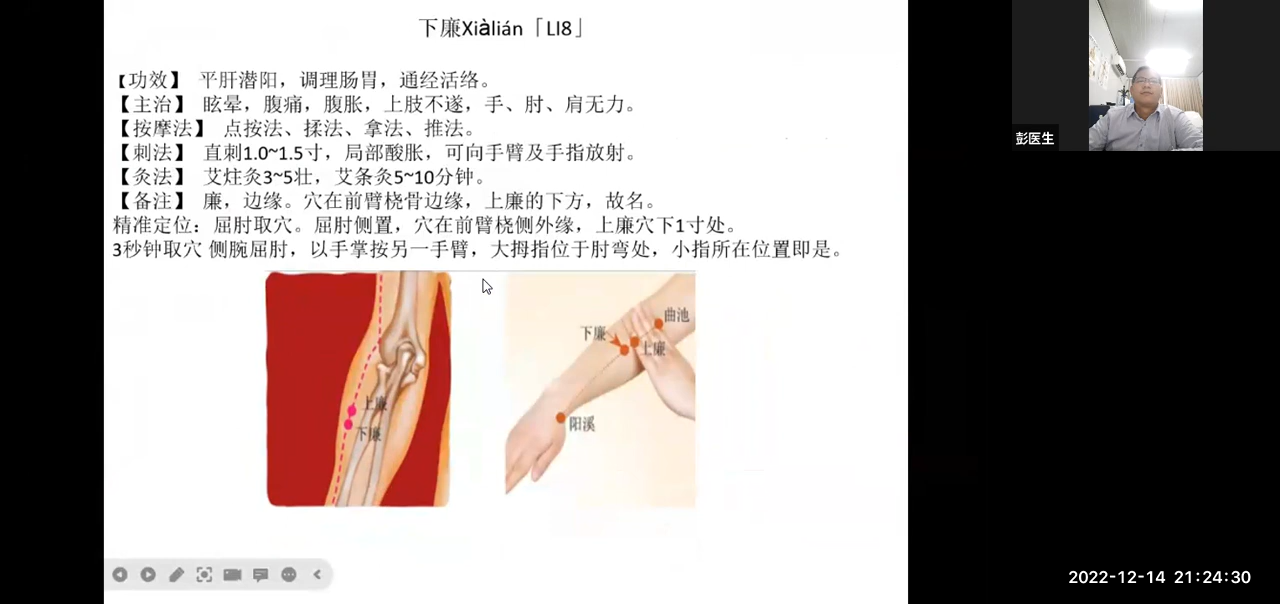 下廉Xiàlián「LI8」
【功效】 平肝潜阳，调理肠胃，通经活络。
【主治】 眩晕，腹痛，腹胀，上肢不遂，手、肘、肩无力。
【按摩法】 点按法、揉法、拿法、推法。
【刺法】 直刺1.0~1.5寸，局部酸胀，可向手臂及手指放射。
【灸法】 艾炷灸3~5壮，艾条灸5~10分钟。
【备注】 廉，边缘。穴在前臂桡骨边缘，上廉的下方，故名。
精准定位：屈肘取穴。屈肘侧置，穴在前臂桡侧外缘，上廉穴下1寸处。
3秒钟取穴 侧腕屈肘，以手掌按另一手臂，大拇指位于肘弯处，小指所在位置即是。
上廉
下廉
曲池
下廉
上廉
阳溪
彭医生
2022-12-14 21:24:30